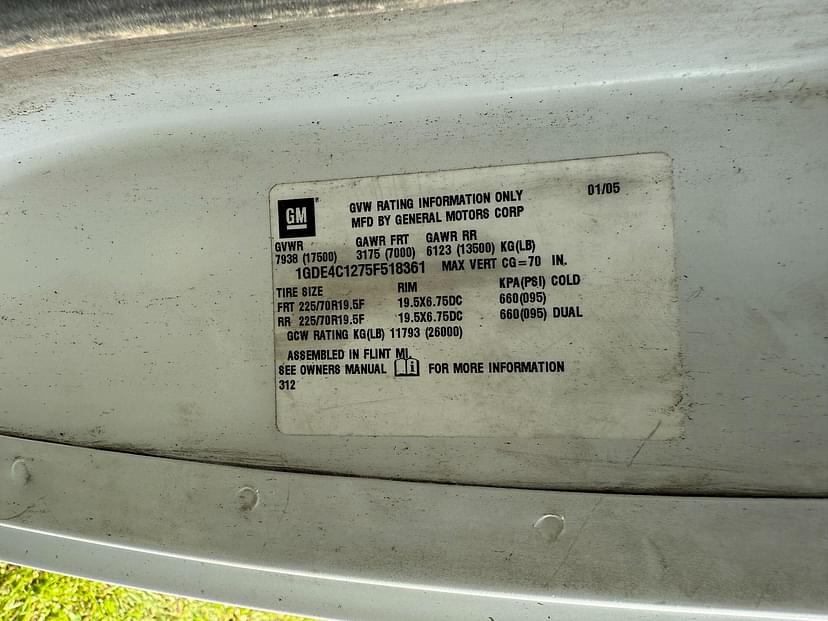 GM
GVW RATING INFORMATION ONLY 01/05
MFD BY GENERAL MOTORS CORP
GVWR GAWR FRT GAWR RR
7938 (17500) 3175 (7000) 6123 (13500) KG(LB)
1GDE4C1275F518361 MAX VERT CG=70 IN.
TIRE SIZE RIM KPA(PSI) COLD
FRT 225/70R19.5F 19.5X6.75DC 660(095)
RR 225/70R19.5F 19.5X6.75DC 660(095) DUAL
GCW RATING KG(LB) 11793 (26000)
ASSEMBLED IN FLINT MI.
SEE OWNERS MANUAL i FOR MORE INFORMATION
312